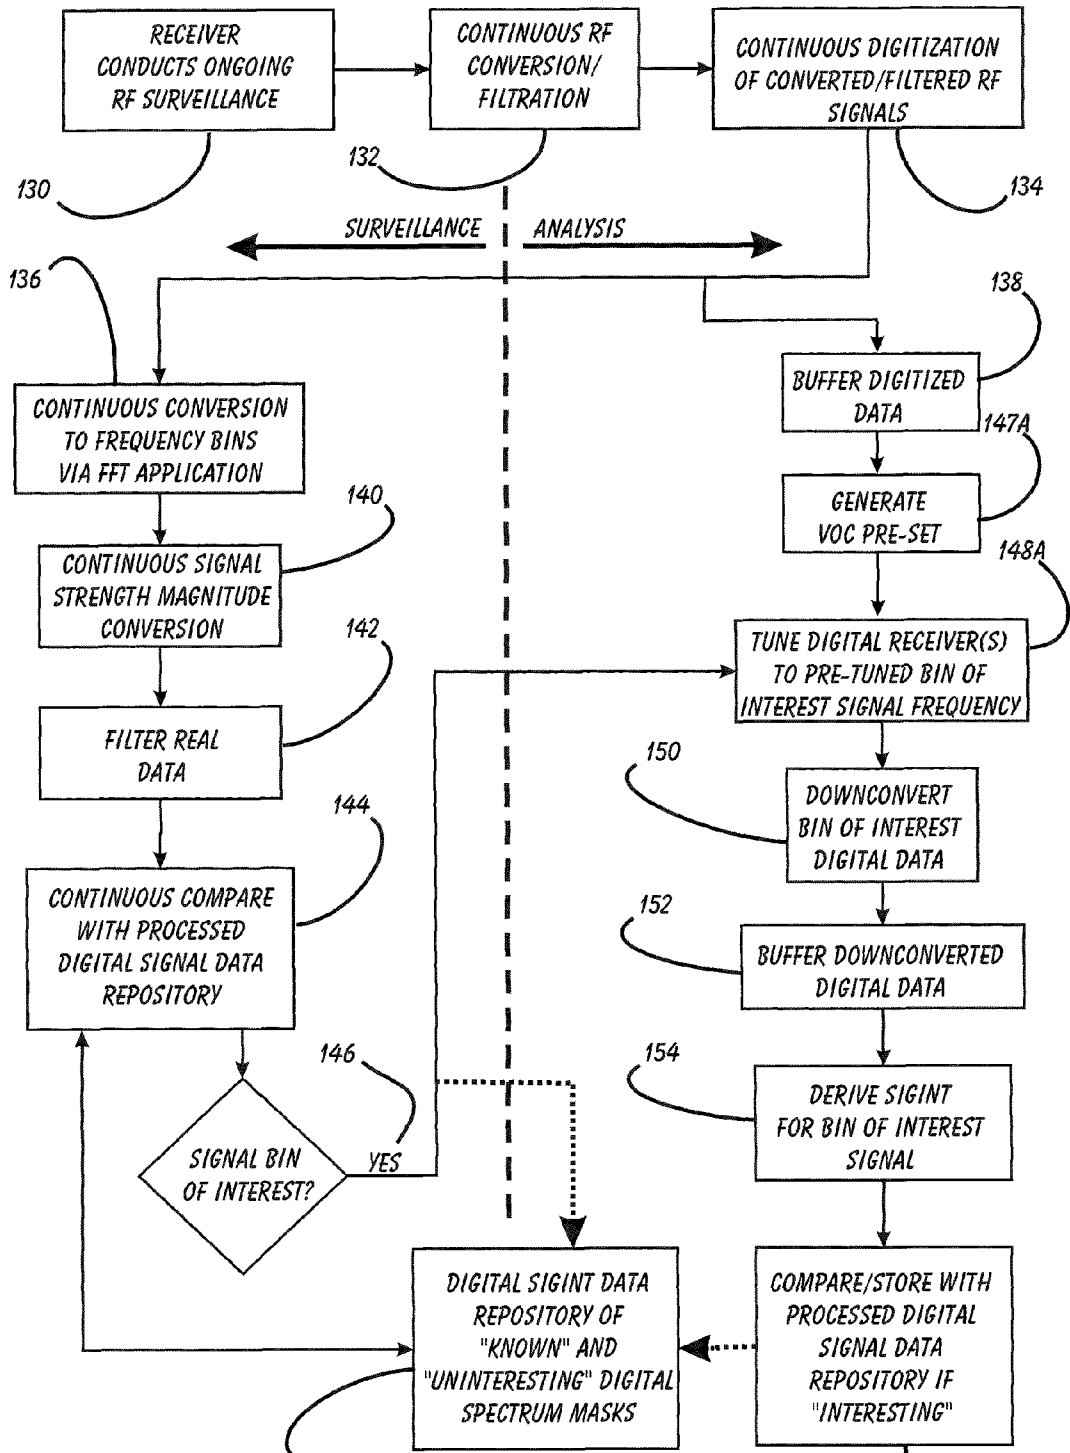 RECEIVER
CONDUCTS ONGOING
RF SURVEILLANCE
CONTINUOUS RF
CONVERSION/
FILTRATION
CONTINUOUS DIGITIZATION
OF CONVERTED/FILTERED RF
SIGNALS
130
132
134
SURVEILLANCE
ANALYSIS
136
138
CONTINUOUS CONVERSION
TO FREQUENCY BINS
VIA FFT APPLICATION
BUFFER DIGITIZED
DATA
147A
GENERATE
VOC PRE-SET
140
CONTINUOUS SIGNAL
STRENGTH MAGNITUDE
CONVERSION
148A
TUNE DIGITAL RECEIVER(S)
TO PRE-TUNED BIN OF
INTEREST SIGNAL FREQUENCY
142
FILTER REAL
DATA
150
DOWNCONVERT
BIN OF INTEREST
DIGITAL DATA
144
CONTINUOUS COMPARE
WITH PROCESSED
DIGITAL SIGNAL DATA
REPOSITORY
152
BUFFER DOWNCONVERTED
DIGITAL DATA
146
SIGNAL BIN
OF INTEREST?
YES
154
DERIVE SIGINT
FOR BIN OF INTEREST
SIGNAL
DIGITAL SIGINT DATA
REPOSITORY OF
"KNOWN" AND
"UNINTERESTING" DIGITAL
SPECTRUM MASKS
COMPARE/STORE WITH
PROCESSED DIGITAL
SIGNAL DATA
REPOSITORY IF
"INTERESTING"